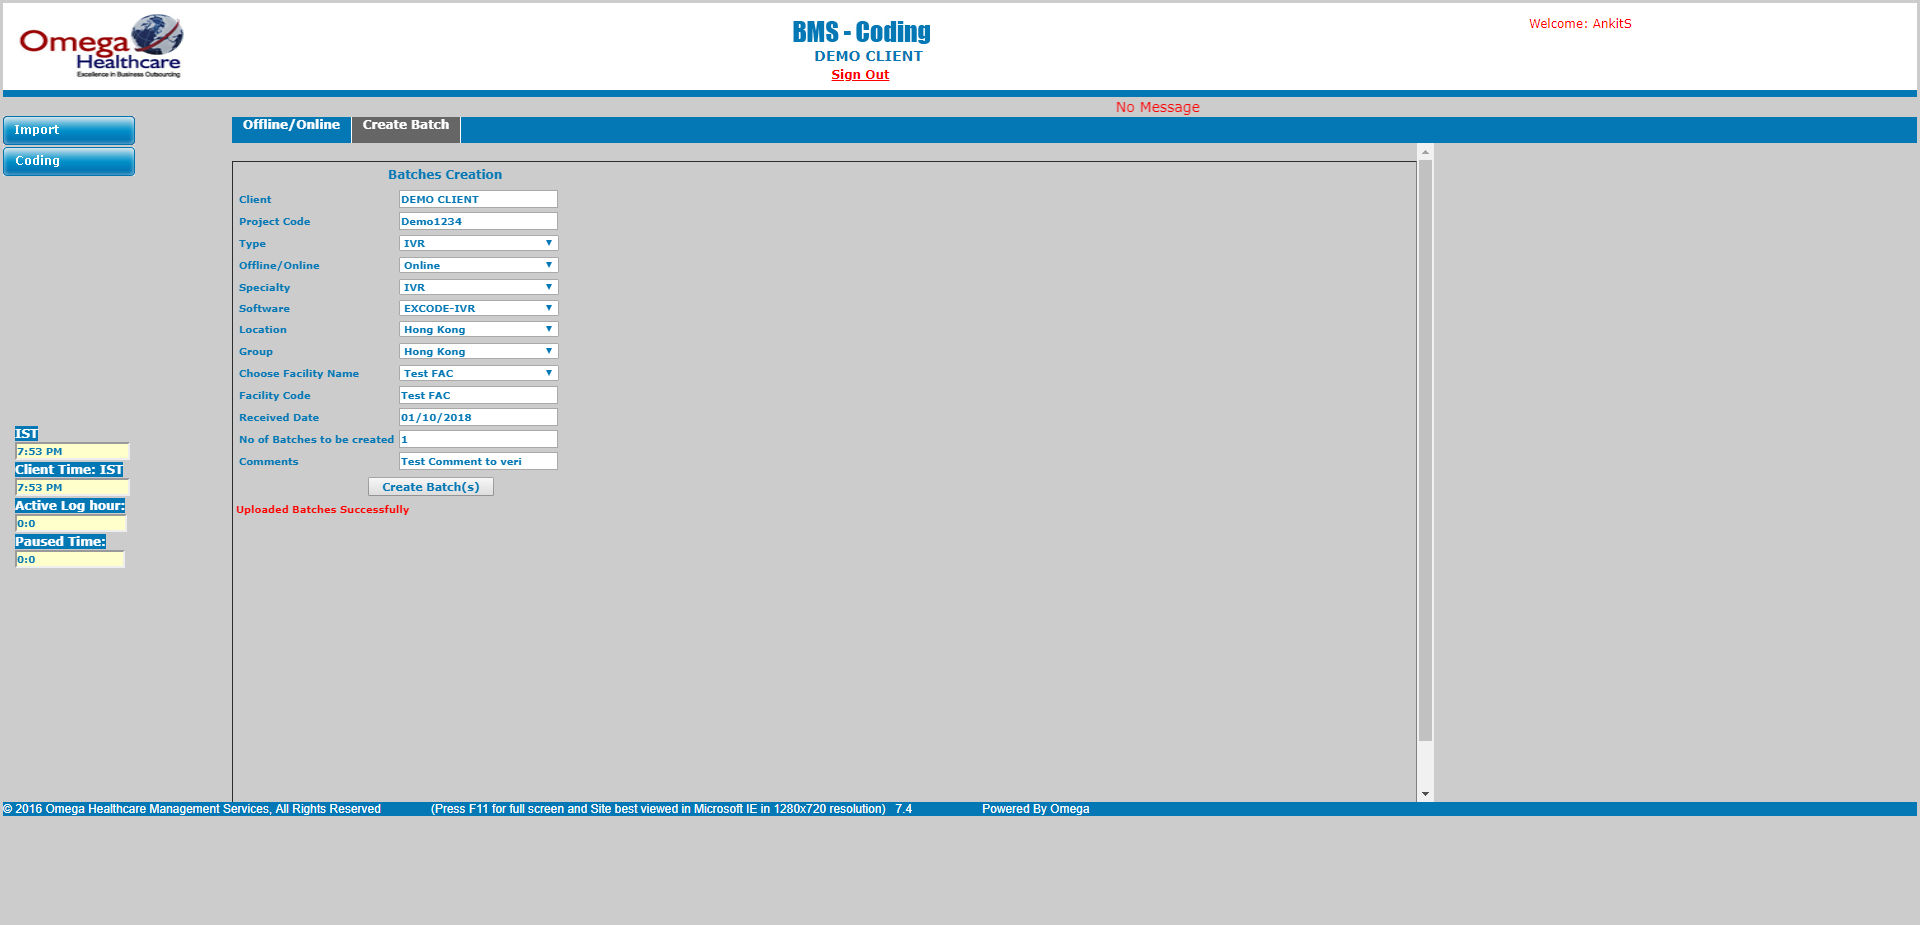 Omega
Healthcare
Excellence in Business Outsourcing
BMS - Coding
DEMO CLIENT
Sign Out
Welcome: AnkitS
No Message
Import
Coding
Offline/Online
Create Batch
Batches Creation
Client DEMO CLIENT
Project Code Demo1234
Type IVR
Offline/Online Online
Specialty IVR
Software EXCODE-IVR
Location Hong Kong
Group Hong Kong
Choose Facility Name Test FAC
Facility Code Test FAC
Received Date 01/10/2018
No of Batches to be created 1
Comments Test Comment to veri
Create Batch(s)
Uploaded Batches Successfully
IST
7:53 PM
Client Time: IST
7:53 PM
Active Log hour:
0:0
Paused Time:
0:0
© 2016 Omega Healthcare Management Services, All Rights Reserved (Press F11 for full screen and Site best viewed in Microsoft IE in 1280x720 resolution) 7.4 Powered By Omega